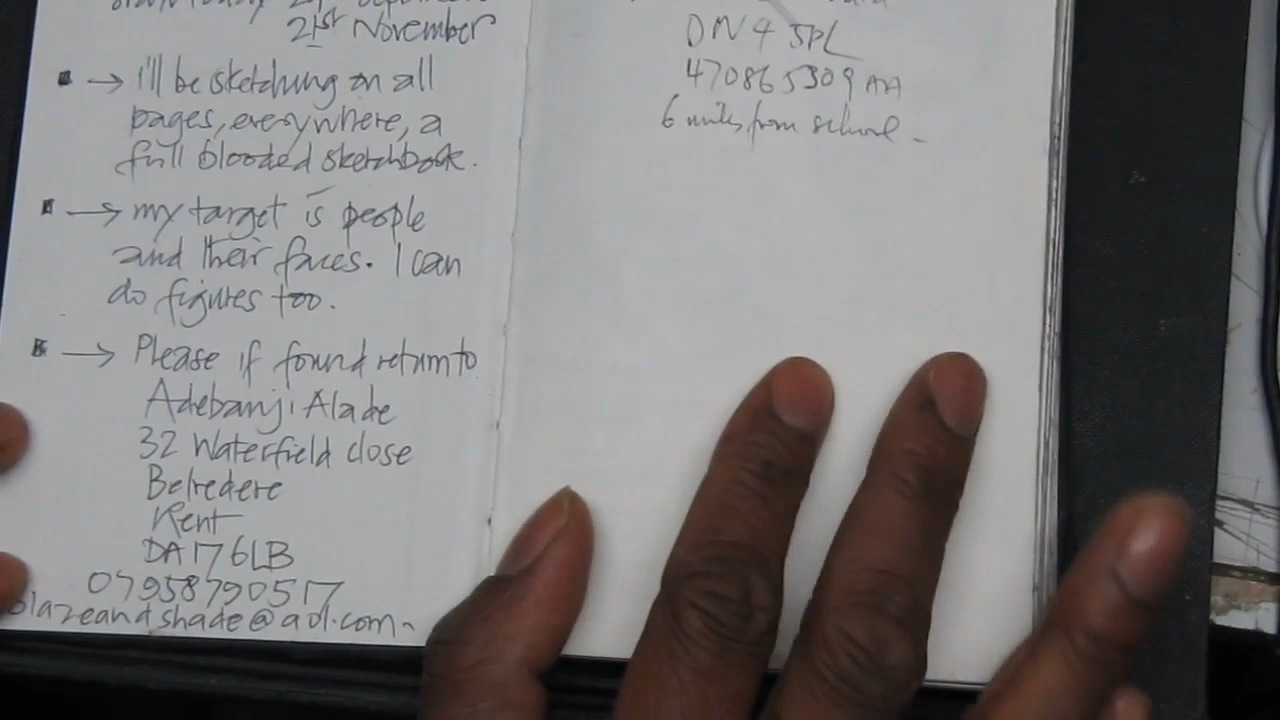 21st November
→ I'll be sketching on all
pages, everywhere, a
full blooded sketchbook.
→ my target is people
and their faces. I can
do figures too.
→ Please if found return to
Adebanji Alade
32 Waterfield close
Belvedere
Kent
DA17 6LB
07958790517
blazeandshade@aol.com
DN4 5PL
470865309 AA
6 miles from school